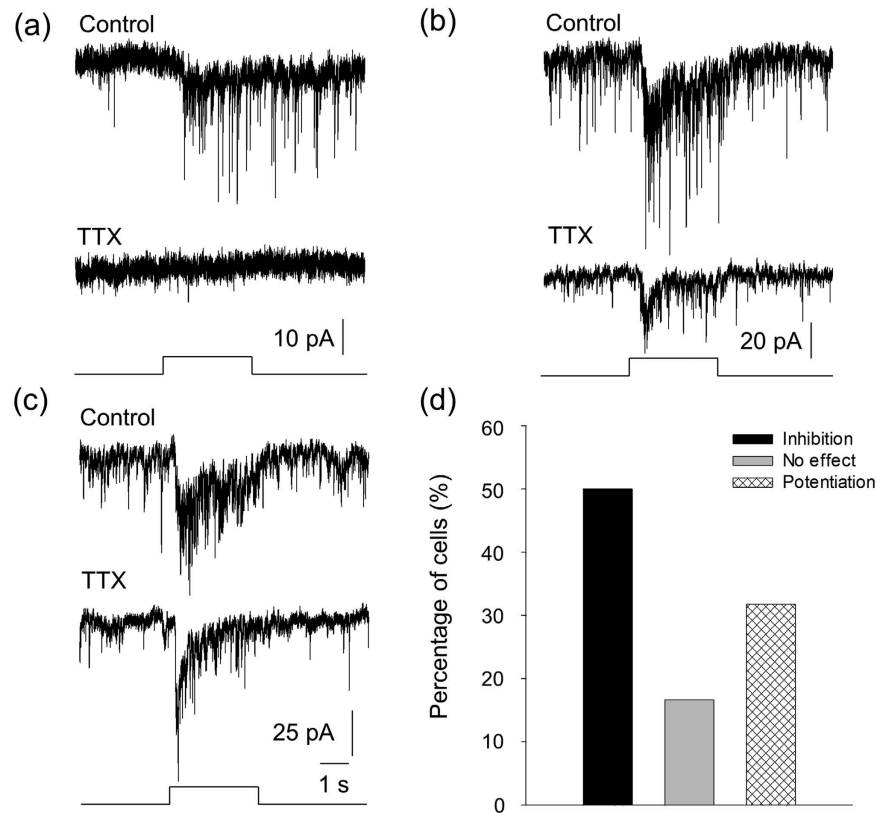 (a)
Control
TTX
10 pA
(b)
Control
TTX
20 pA
(c)
Control
TTX
25 pA
1 s
(d)
Percentage of cells (%)
60
50
40
30
20
10
0
Inhibition
No effect
Potentiation